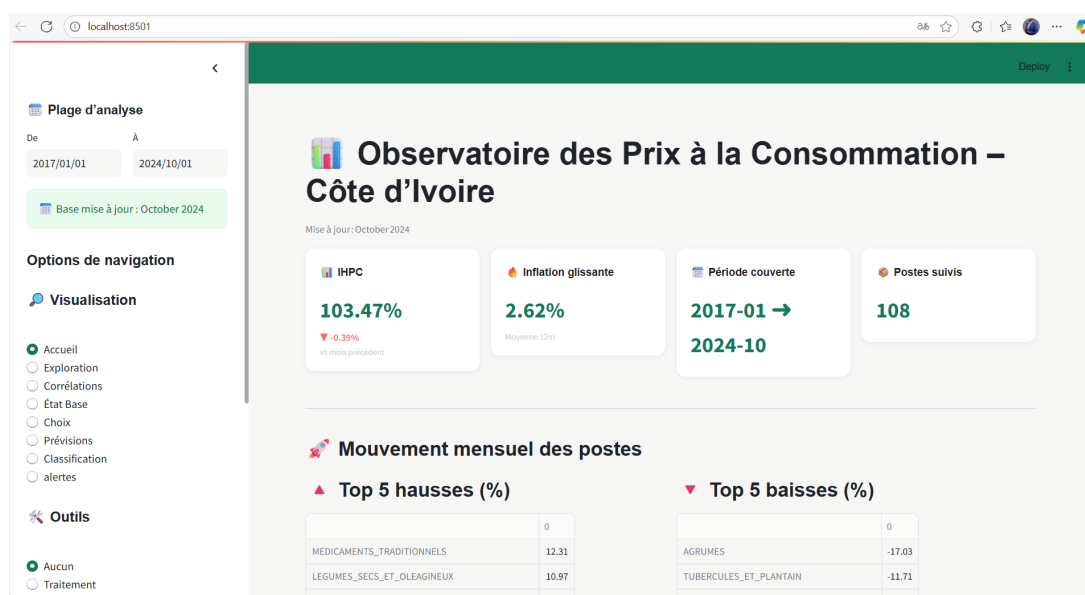 localhost:8501
Deploy
Plage d'analyse
De
À
2017/01/01
2024/10/01
Base mise à jour : October 2024
Options de navigation
Visualisation
Accueil
Exploration
Corrélations
État Base
Choix
Prévisions
Classification
alertes
Outils
Aucun
Traitement
Observatoire des Prix à la Consommation –
Côte d'Ivoire
Mise à jour : October 2024
IHPC
103.47%
-0.39%
vs mois précédent
Inflation glissante
2.62%
Moyenne 12m
Période couverte
2017-01 ➜
2024-10
Postes suivis
108
Mouvement mensuel des postes
Top 5 hausses (%)
0
MEDICAMENTS_TRADITIONNELS 12.31
LEGUMES_SECS_ET_OLEAGINEUX 10.97
Top 5 baisses (%)
0
AGRUMES -17.03
TUBERCULES_ET_PLANTAIN -11.71